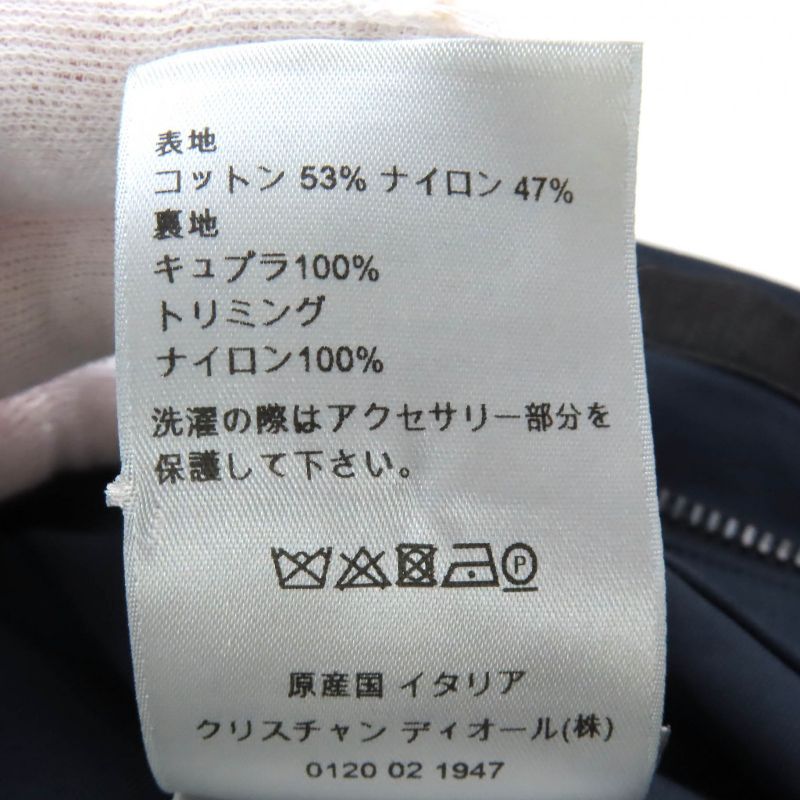 表地
コットン 53% ナイロン 47%
裏地
キュプラ100%
トリミング
ナイロン100%
洗濯の際はアクセサリー部分を
保護して下さい。
P
原産国 イタリア
クリスチャン ディオール(株)
0120 02 1947